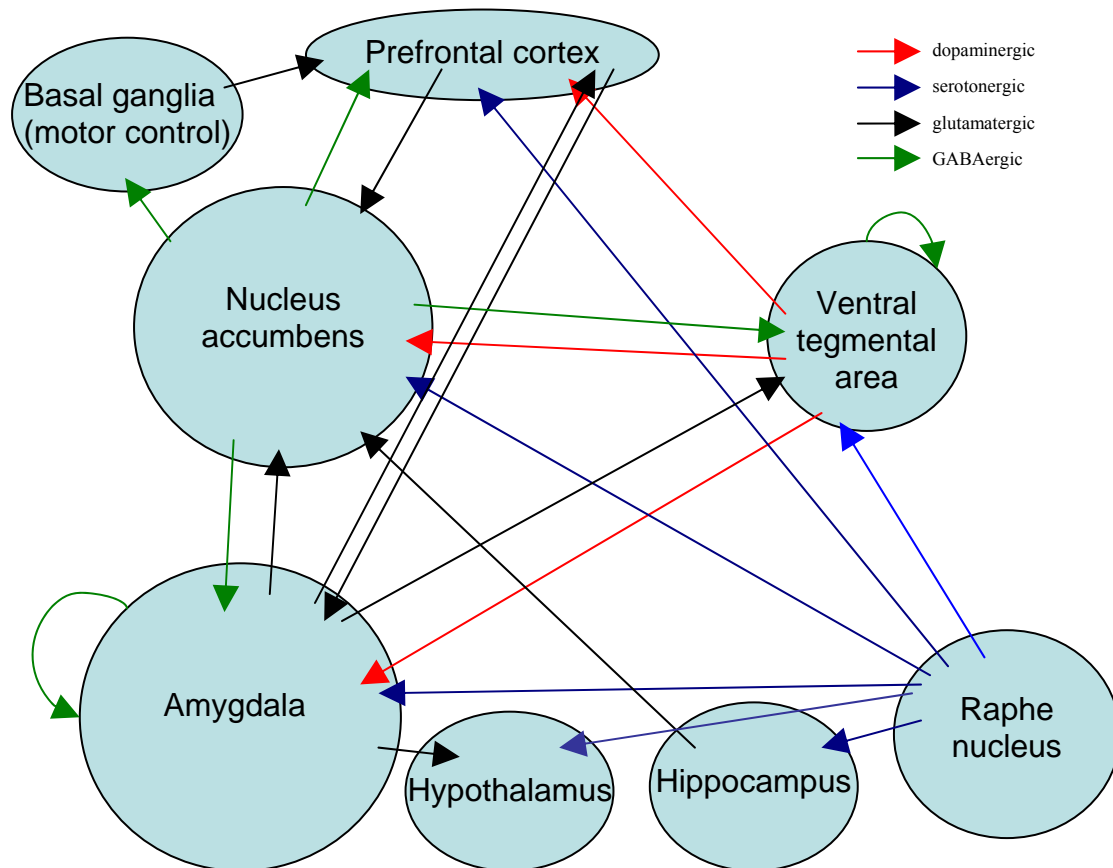 Prefrontal cortex
dopaminergic
serotonergic
glutamatergic
GABAergic
Basal ganglia
(motor control)
Nucleus
accumbens
Ventral
tegmental
area
Amygdala
Hypothalamus
Hippocampus
Raphe
nucleus